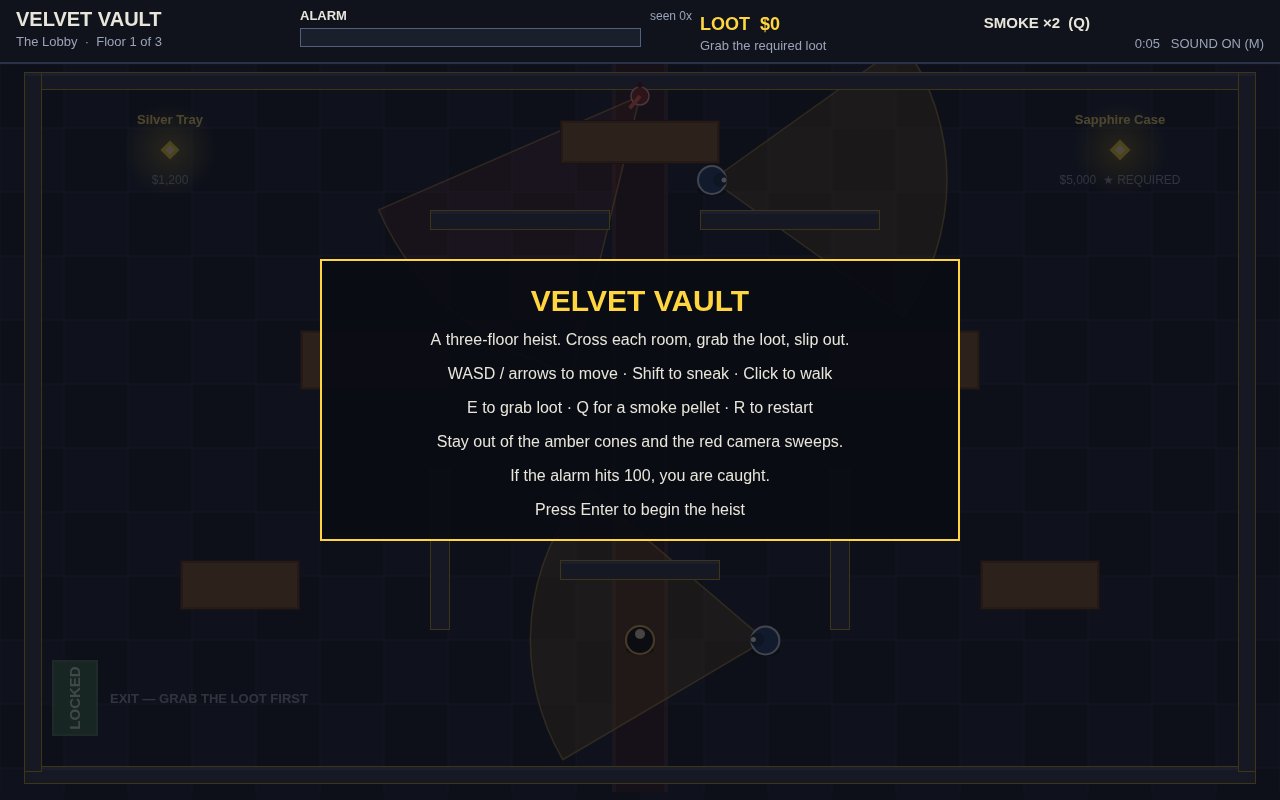 VELVET VAULT
The Lobby · Floor 1 of 3
ALARM
seen 0x
LOOT $0
Grab the required loot
SMOKE ×2 (Q)
0:05 SOUND ON (M)
Silver Tray
$1,200
Sapphire Case
$5,000 ★ REQUIRED
VELVET VAULT
A three-floor heist. Cross each room, grab the loot, slip out.
WASD / arrows to move · Shift to sneak · Click to walk
E to grab loot · Q for a smoke pellet · R to restart
Stay out of the amber cones and the red camera sweeps.
If the alarm hits 100, you are caught.
Press Enter to begin the heist
LOCKED
EXIT — GRAB THE LOOT FIRST